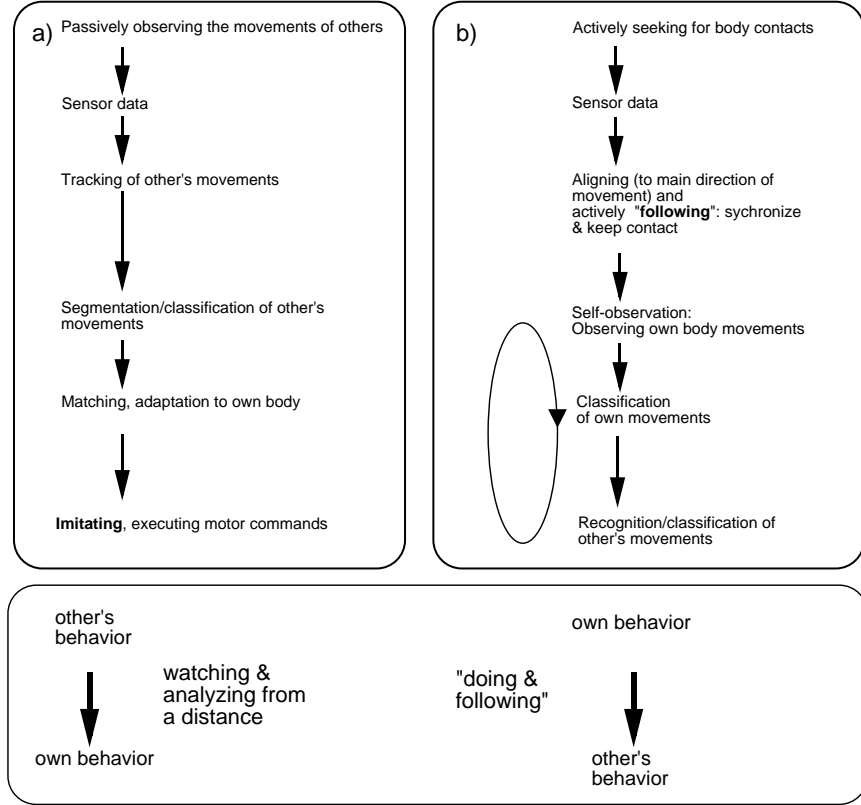 a)
Passively observing the movements of others
Sensor data
Tracking of other's movements
Segmentation/classification of other's
movements
Matching, adaptation to own body
Imitating, executing motor commands
b)
Actively seeking for body contacts
Sensor data
Aligning (to main direction of
movement) and
actively "following": sychronize
& keep contact
Self-observation:
Observing own body movements
Classification
of own movements
Recognition/classification of
other's movements
other's
behavior
watching &
analyzing from
a distance
own behavior
own behavior
"doing &
following"
other's
behavior